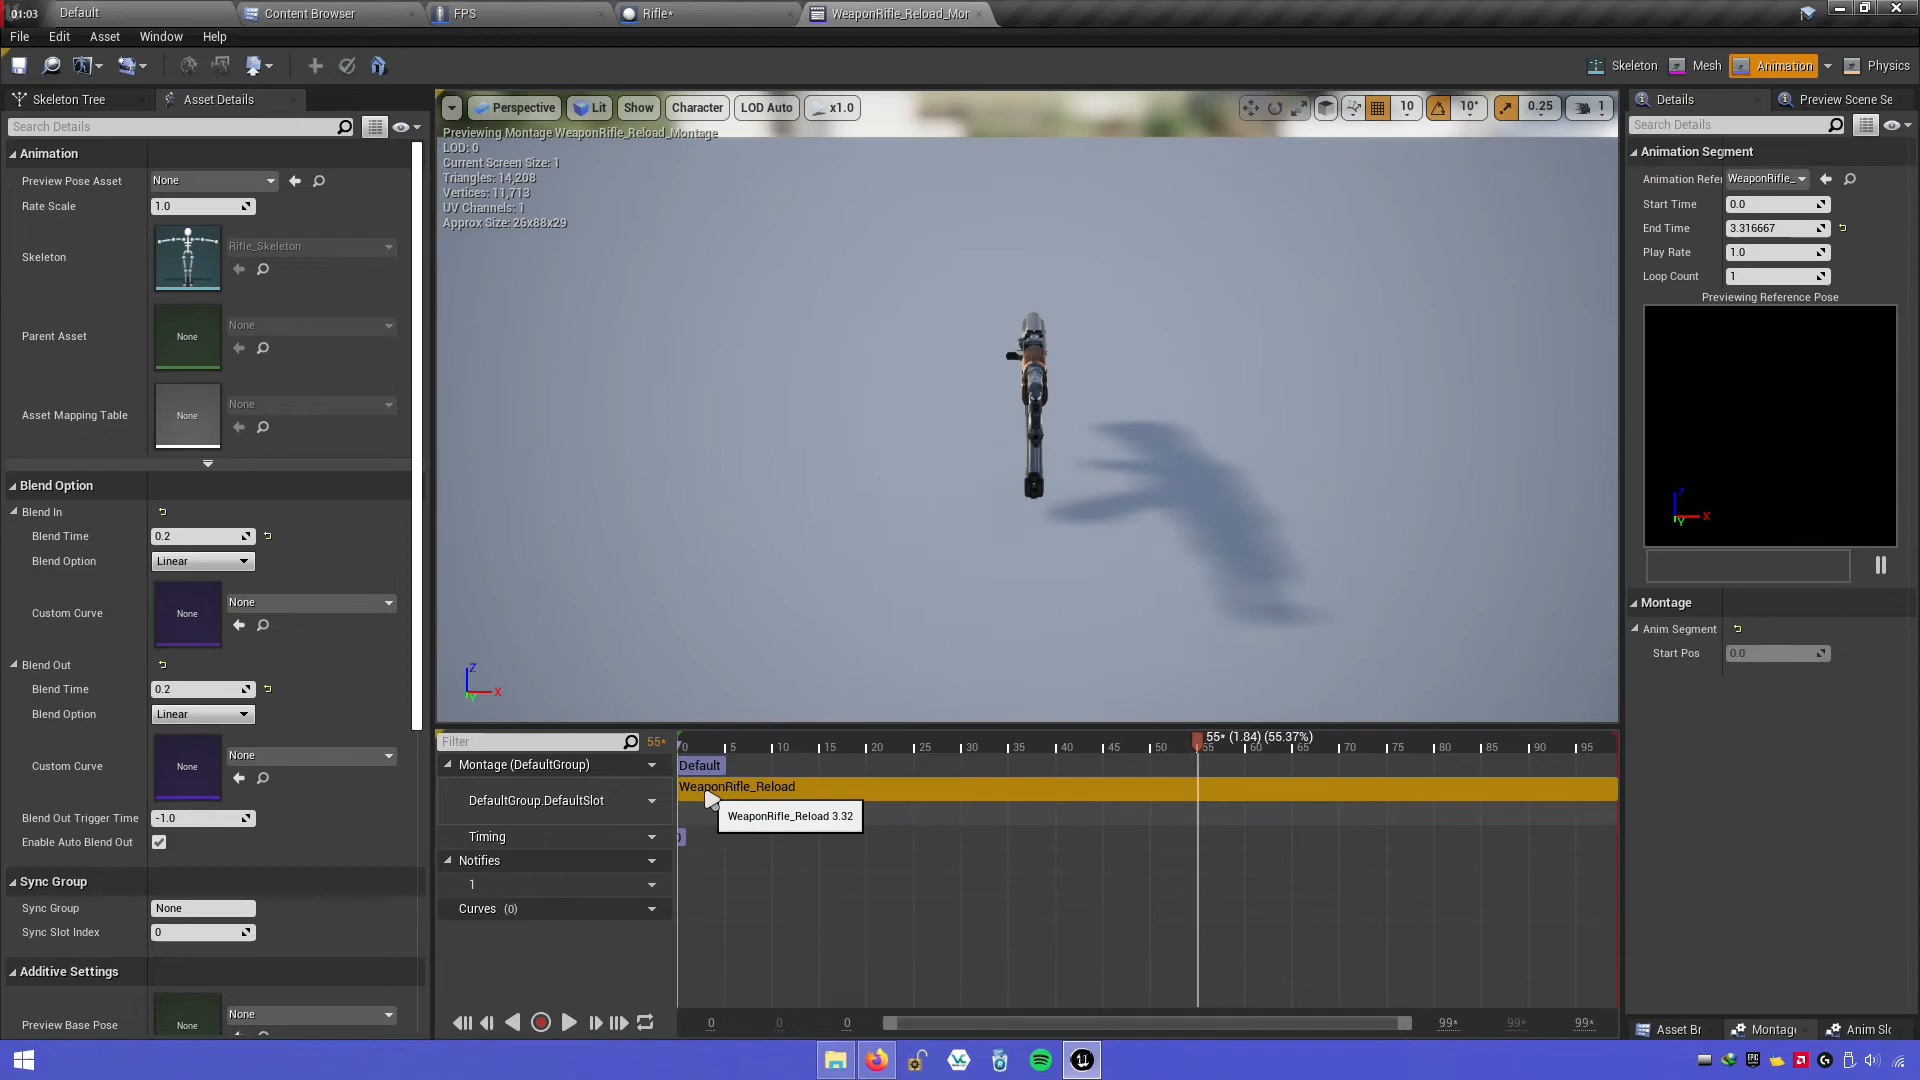 01:03
Default
Content Browser
FPS
Rifle*
WeaponRifle_Reload_Mon
File Edit Asset Window Help
Skeleton Mesh Animation Physics
Skeleton Tree
Asset Details
Search Details
Animation
Preview Pose Asset None
Rate Scale 1.0
Skeleton Rifle_Skeleton
Parent Asset None None
Asset Mapping Table None None
Blend Option
Blend In
Blend Time 0.2
Blend Option Linear
Custom Curve None None
Blend Out
Blend Time 0.2
Blend Option Linear
Custom Curve None None
Blend Out Trigger Time -1.0
Enable Auto Blend Out
Sync Group
Sync Group None
Sync Slot Index 0
Additive Settings
Preview Base Pose None None
Perspective Lit Show Character LOD Auto x1.0
10 10° 0.25 1
Previewing Montage WeaponRifle_Reload_Montage
LOD: 0
Current Screen Size: 1
Triangles: 14,208
Vertices: 11,713
UV Channels: 1
Approx Size: 26x88x29
Z
X
Y
Filter 55*
55* (1.84) (55.37%)
0 5 10 15 20 25 30 35 40 45 50 55 60 65 70 75 80 85 90 95
Montage (DefaultGroup) Default
WeaponRifle_Reload
DefaultGroup.DefaultSlot
WeaponRifle_Reload 3.32
Timing
Notifies
1
Curves (0)
0 0 0 99* 99* 99*
Details
Preview Scene Se
Search Details
Animation Segment
Animation Refer WeaponRifle_
Start Time 0.0
End Time 3.316667
Play Rate 1.0
Loop Count 1
Previewing Reference Pose
Z
X
Y
Montage
Anim Segment
Start Pos 0.0
Asset Br Montage Anim Slo